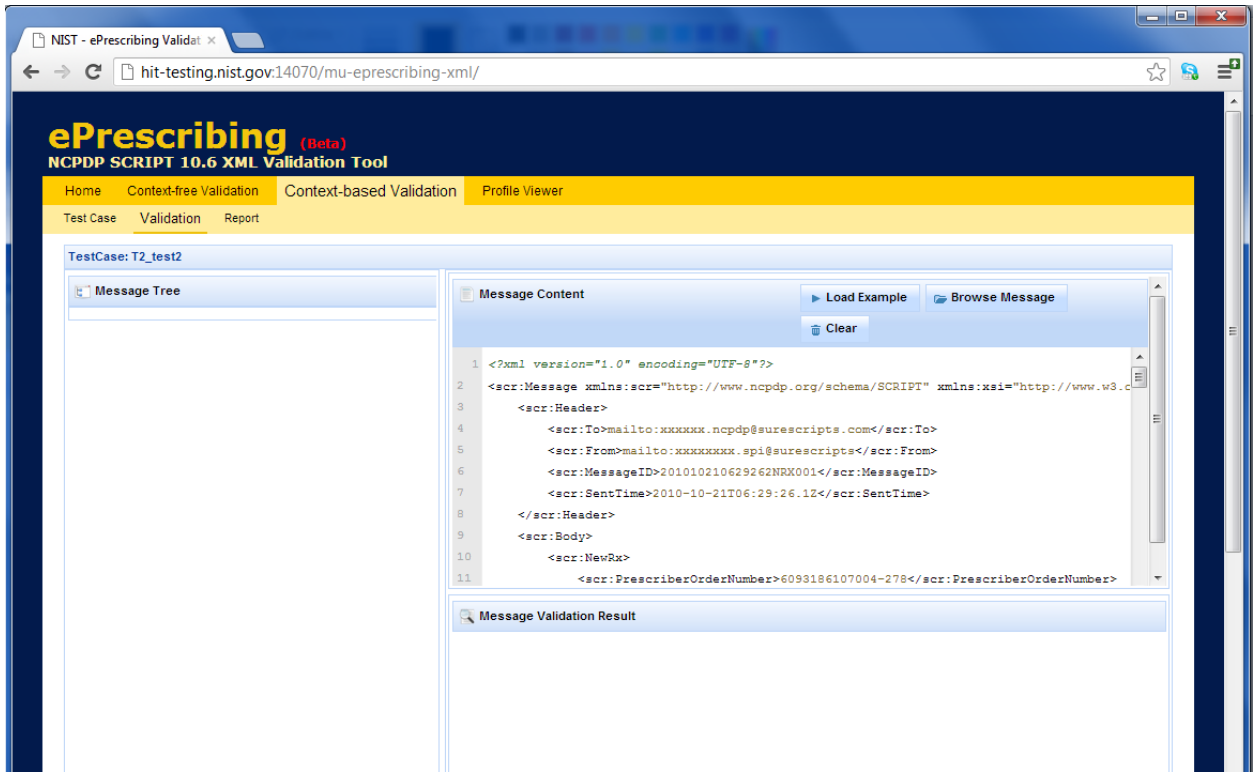 NIST - ePrescribing Validat ×
hit-testing.nist.gov:14070/mu-eprescribing-xml/
ePrescribing (Beta)
NCPDP SCRIPT 10.6 XML Validation Tool
Home Context-free Validation Context-based Validation Profile Viewer
Test Case Validation Report
TestCase: T2_test2
Message Tree
Message Content Load Example Browse Message
Clear
1 <?xml version="1.0" encoding="UTF-8"?>
2 <scr:Message xmlns:scr="http://www.ncpdp.org/schema/SCRIPT" xmlns:xsi="http://www.w3.
3 <scr:Header>
4 <scr:To>mailto:xxxxxx.ncpdp@surescripts.com</scr:To>
5 <scr:From>mailto:xxxxxxxx.spi@surescripts</scr:From>
6 <scr:MessageID>201010210629262NRX001</scr:MessageID>
7 <scr:SentTime>2010-10-21T06:29:26.1Z</scr:SentTime>
8 </scr:Header>
9 <scr:Body>
10 <scr:NewRx>
11 <scr:PrescriberOrderNumber>6093186107004-278</scr:PrescriberOrderNumber>
Message Validation Result